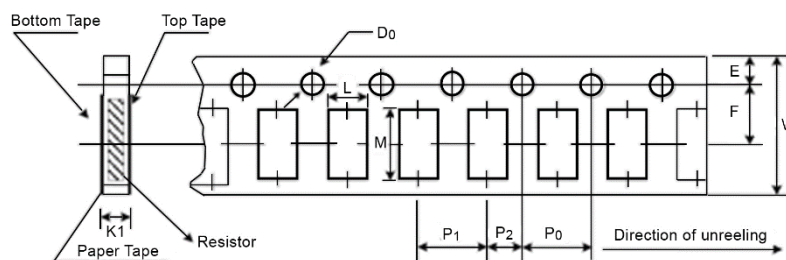 Bottom Tape
Top Tape
D0
E
L
F
M
K1
Resistor
Paper Tape
P1
P2
P0
Direction of unreeling